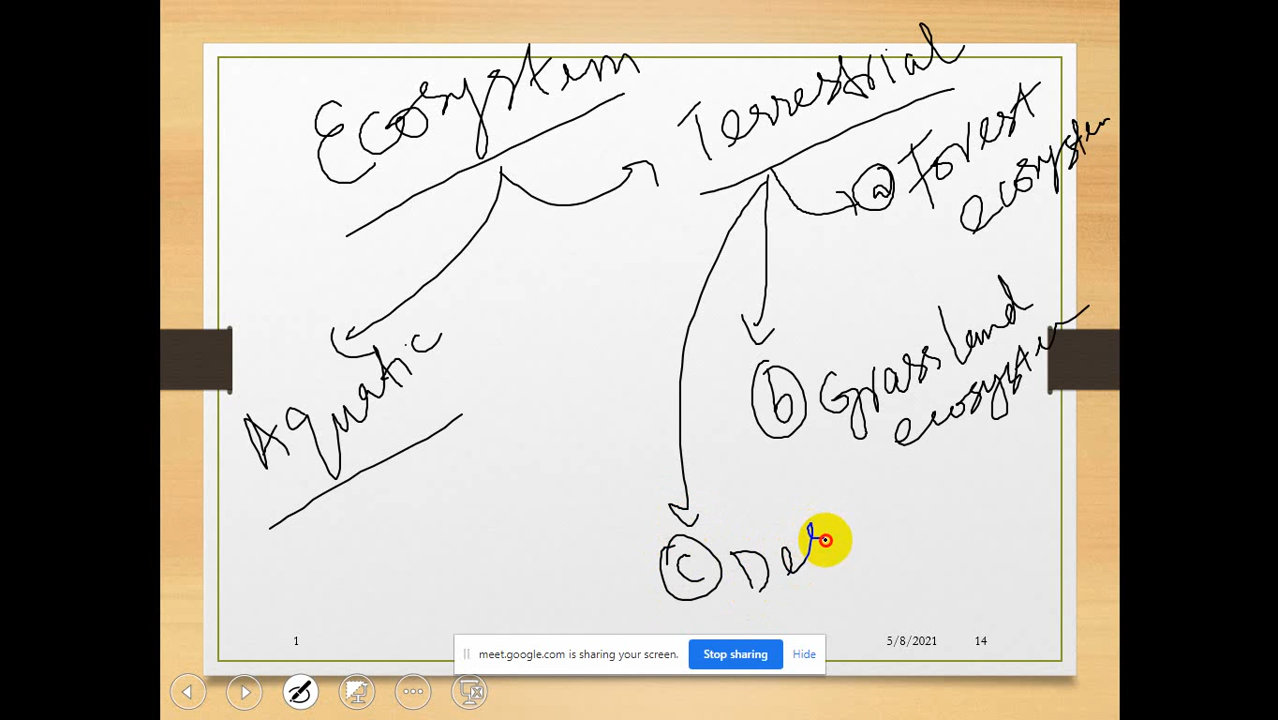 Ecosystem
Terrestrial
a Forest
ecosystem
b Grassland
ecosystem
Aquatic
c Des
1
5/8/2021 14
meet.google.com is sharing your screen. Stop sharing Hide